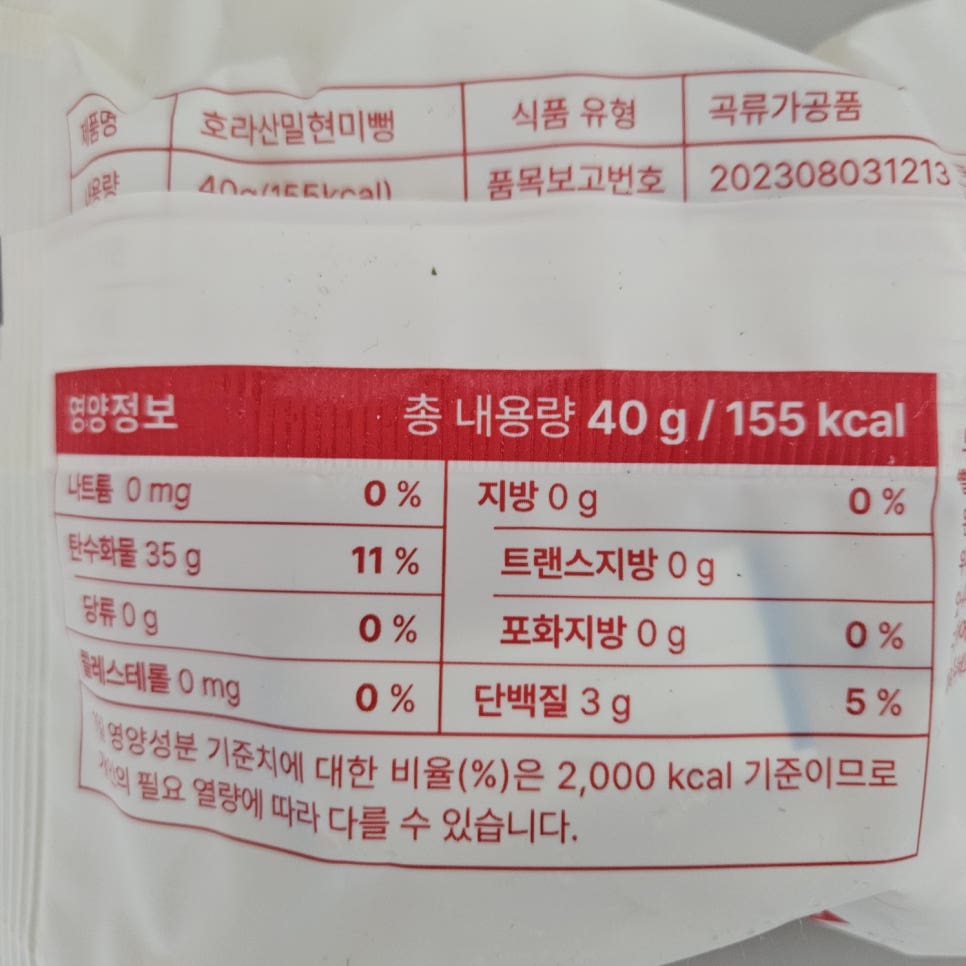 제품명 호라산밀현미뻥 식품 유형 곡류가공품
내용량 40g(155kcal) 품목보고번호 202308031213
영양정보 총 내용량 40 g / 155 kcal
나트륨 0 mg 0 % 지방 0 g 0 %
탄수화물 35 g 11 % 트랜스지방 0 g
당류 0 g 0 % 포화지방 0 g 0 %
콜레스테롤 0 mg 0 % 단백질 3 g 5 %
영양성분 기준치에 대한 비율(%)은 2,000 kcal 기준이므로
개인의 필요 열량에 따라 다를 수 있습니다.